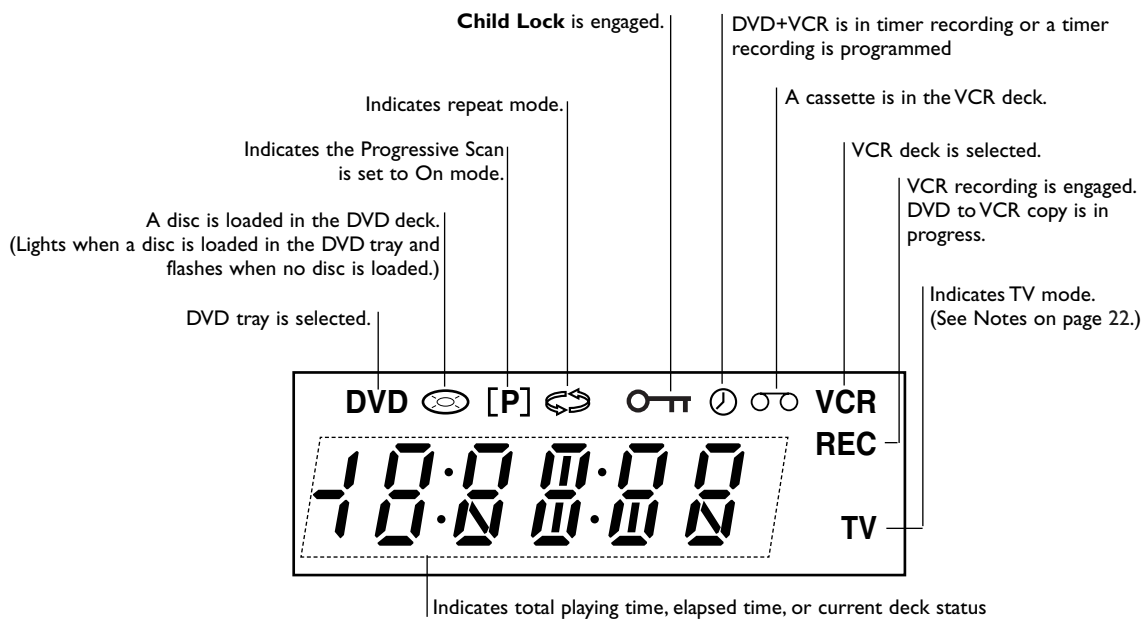 Child Lock is engaged.
DVD+VCR is in timer recording or a timer
recording is programmed
A cassette is in the VCR deck.
Indicates repeat mode.
Indicates the Progressive Scan
is set to On mode.
VCR deck is selected.
VCR recording is engaged.
DVD to VCR copy is in
progress.
A disc is loaded in the DVD deck.
(Lights when a disc is loaded in the DVD tray and
flashes when no disc is loaded.)
Indicates TV mode.
(See Notes on page 22.)
DVD tray is selected.
DVD [P] VCR
REC
TV
Indicates total playing time, elapsed time, or current deck status